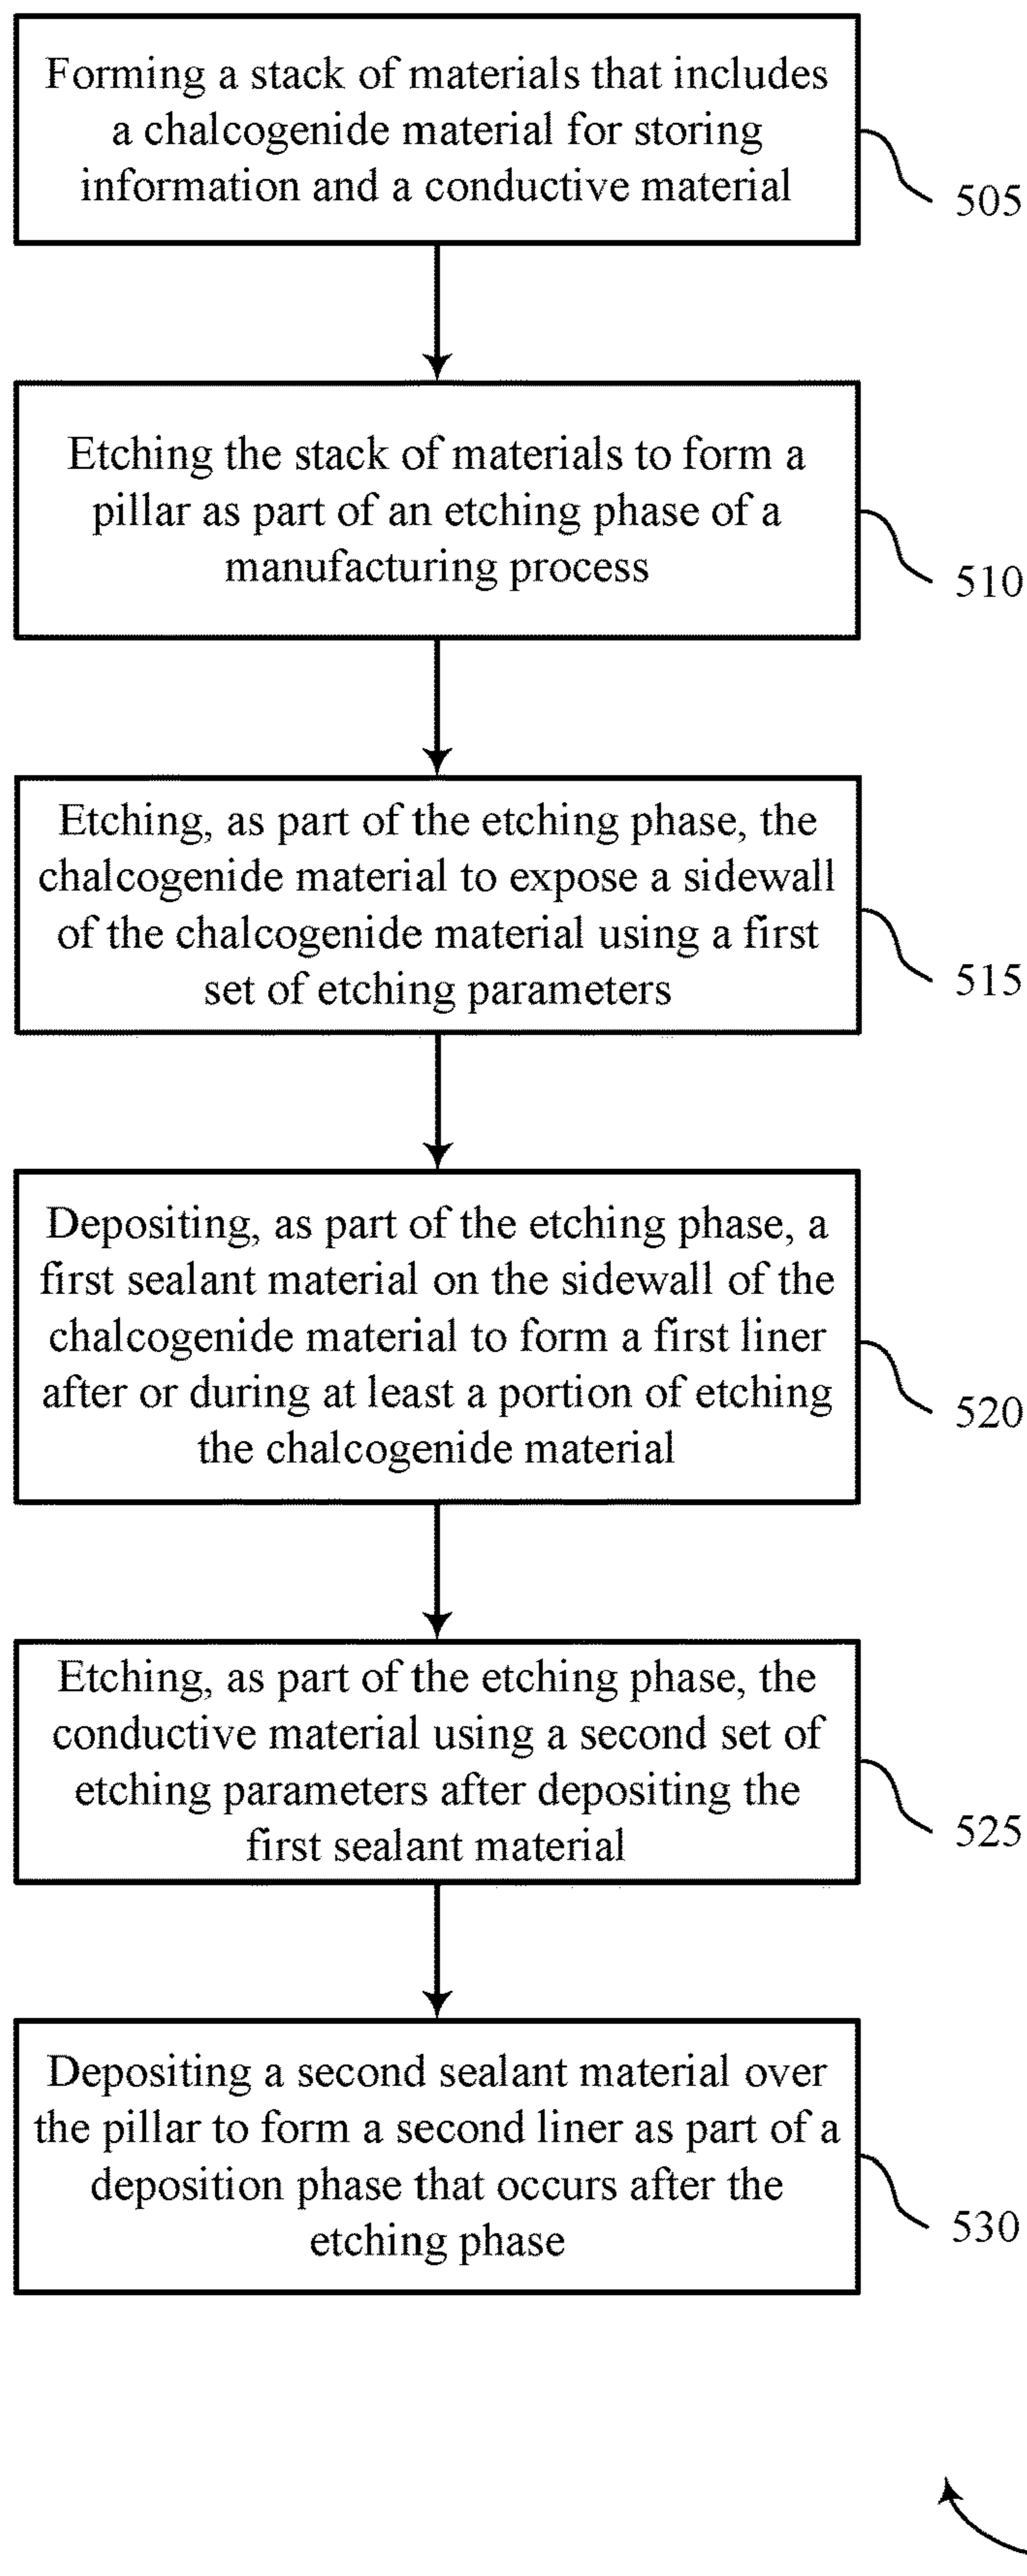 Forming a stack of materials that includes
a chalcogenide material for storing
information and a conductive material
505
Etching the stack of materials to form a
pillar as part of an etching phase of a
manufacturing process
510
Etching, as part of the etching phase, the
chalcogenide material to expose a sidewall
of the chalcogenide material using a first
set of etching parameters
515
Depositing, as part of the etching phase, a
first sealant material on the sidewall of the
chalcogenide material to form a first liner
after or during at least a portion of etching
the chalcogenide material
520
Etching, as part of the etching phase, the
conductive material using a second set of
etching parameters after depositing the
first sealant material
525
Depositing a second sealant material over
the pillar to form a second liner as part of a
deposition phase that occurs after the
etching phase
530